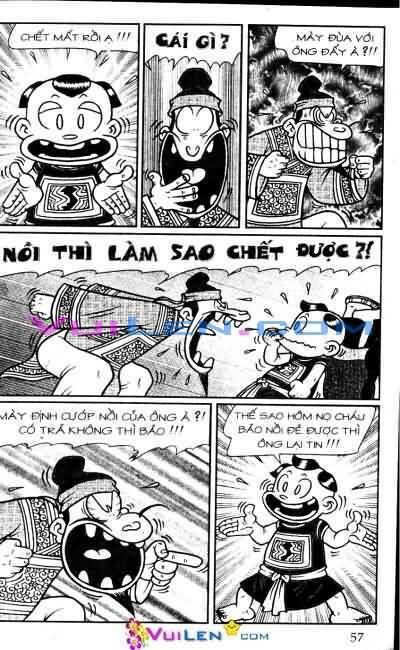 CHẾT MẤT RỒI Ạ !!!
CÁI GÌ?
MÀY ĐÙA VỚI
ÔNG ĐẤY À ?!!
NỒI THÌ LÀM SAO CHẾT ĐƯỢC ?!
VUILEN.COM
MÀY ĐỊNH CƯỚP NỒI CỦA ÔNG À ?!
CÓ TRẢ KHÔNG THÌ BẢO !!!
THẾ SAO HÔM NỌ CHÁU
BẢO NỒI ĐẺ ĐƯỢC THÌ
ÔNG LẠI TIN !!!
57
VUILEN.COM